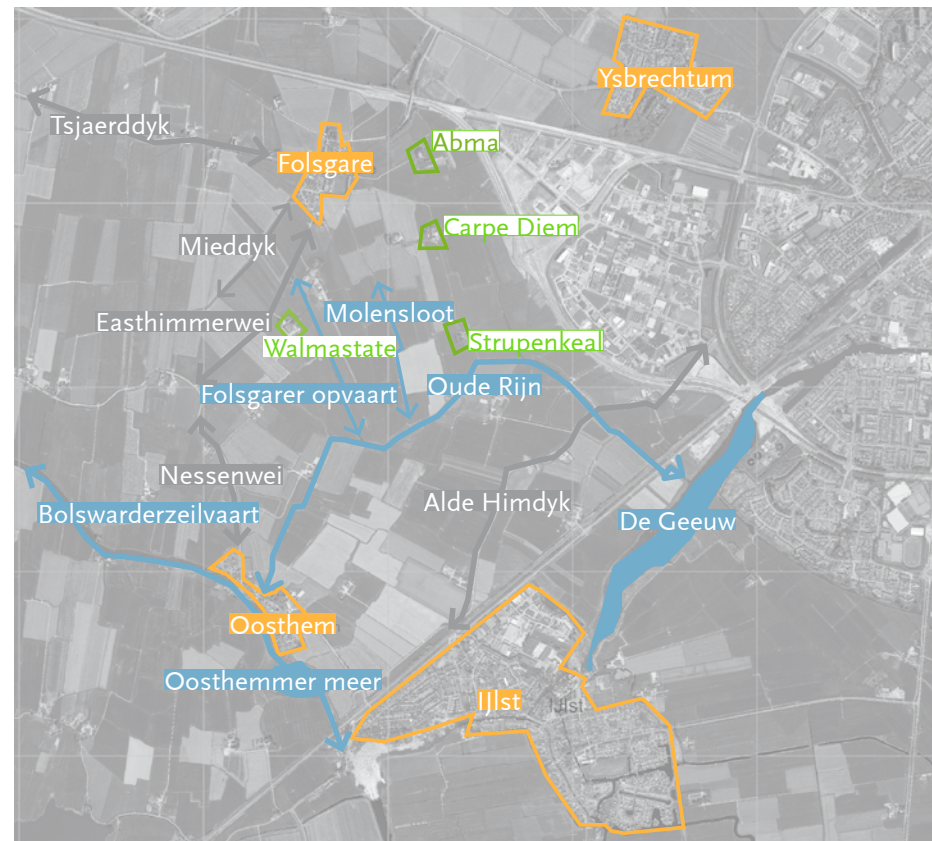 Ysbrechtum
Tsjaerddyk
Abma
Folsgare
Carpe Diem
Mieddyk
Molensloot
Easthimmerwei
Walmastate
Strupenkeal
Folsgarer opvaart
Oude Rijn
Nessenwei
Alde Himdyk
Bolswarderzeilvaart
De Geeuw
Oosthem
Oosthemmer meer
IJlst
IJlst